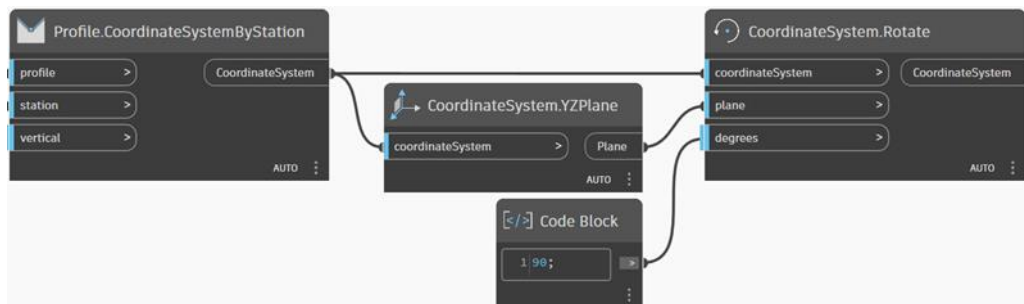 Profile.CoordinateSystemByStation
profile >
station >
vertical >
CoordinateSystem
AUTO
CoordinateSystem.YZPlane
coordinateSystem >
Plane
AUTO
Code Block
1 90;
>
CoordinateSystem.Rotate
coordinateSystem >
plane >
degrees >
CoordinateSystem
AUTO